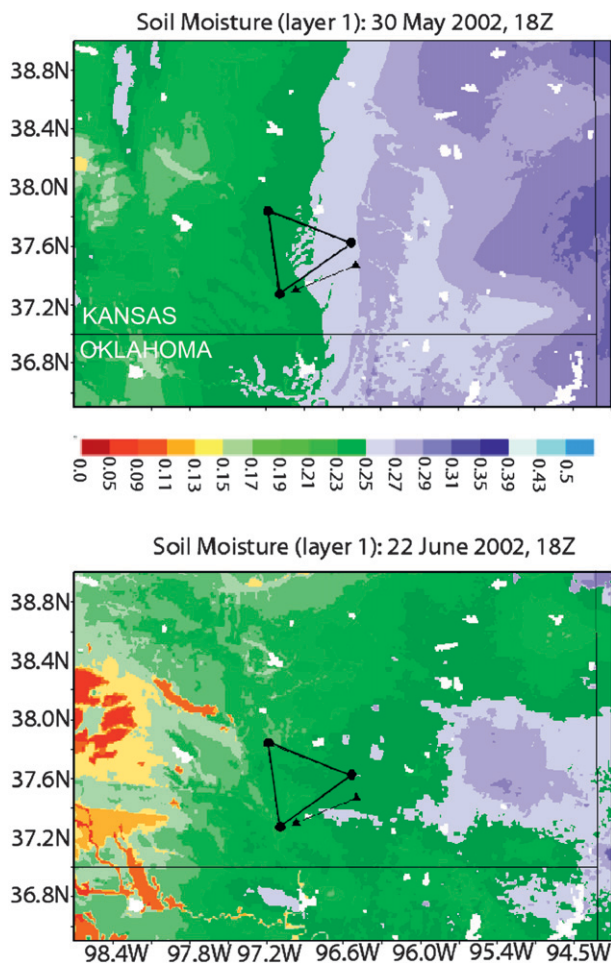 Soil Moisture (layer 1): 30 May 2002, 18Z
38.8N
38.4N
38.0N
37.6N
37.2N
KANSAS
OKLAHOMA
36.8N
0.0 0.05 0.09 0.11 0.13 0.15 0.17 0.19 0.21 0.23 0.25 0.27 0.29 0.31 0.35 0.39 0.43 0.5
Soil Moisture (layer 1): 22 June 2002, 18Z
38.8N
38.4N
38.0N
37.6N
37.2N
36.8N
98.4W 97.8W 97.2W 96.6W 96.0W 95.4W 94.5W